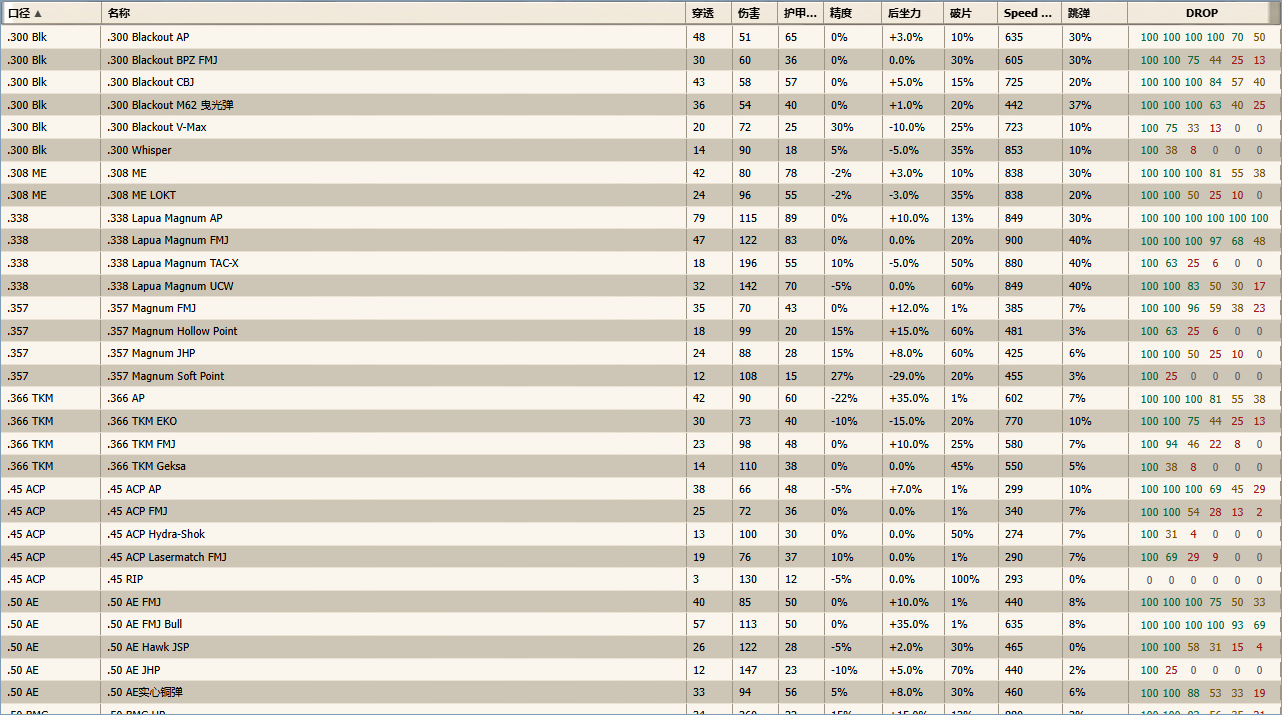 口径 ▲ 名称 穿透 伤害 护甲... 精度 后坐力 破片 Speed ... 跳弹 DROP
.300 Blk .300 Blackout AP 48 51 65 0% +3.0% 10% 635 30% 100 100 100 100 70 50
.300 Blk .300 Blackout BPZ FMJ 30 60 36 0% 0.0% 30% 605 30% 100 100 75 44 25 13
.300 Blk .300 Blackout CBJ 43 58 57 0% +5.0% 15% 725 20% 100 100 100 84 57 40
.300 Blk .300 Blackout M62 曳光弹 36 54 40 0% +1.0% 20% 442 37% 100 100 100 63 40 25
.300 Blk .300 Blackout V-Max 20 72 25 30% -10.0% 25% 723 10% 100 75 33 13 0 0
.300 Blk .300 Whisper 14 90 18 5% -5.0% 35% 853 10% 100 38 8 0 0 0
.308 ME .308 ME 42 80 78 -2% +3.0% 10% 838 30% 100 100 100 81 55 38
.308 ME .308 ME LOKT 24 96 55 -2% -3.0% 35% 838 20% 100 100 50 25 10 0
.338 .338 Lapua Magnum AP 79 115 89 0% +10.0% 13% 849 30% 100 100 100 100 100 100
.338 .338 Lapua Magnum FMJ 47 122 83 0% 0.0% 20% 900 40% 100 100 100 97 68 48
.338 .338 Lapua Magnum TAC-X 18 196 55 10% -5.0% 50% 880 40% 100 63 25 6 0 0
.338 .338 Lapua Magnum UCW 32 142 70 -5% 0.0% 60% 849 40% 100 100 83 50 30 17
.357 .357 Magnum FMJ 35 70 43 0% +12.0% 1% 385 7% 100 100 96 59 38 23
.357 .357 Magnum Hollow Point 18 99 20 15% +15.0% 60% 481 3% 100 63 25 6 0 0
.357 .357 Magnum JHP 24 88 28 15% +8.0% 60% 425 6% 100 100 50 25 10 0
.357 .357 Magnum Soft Point 12 108 15 27% -29.0% 20% 455 3% 100 25 0 0 0 0
.366 TKM .366 AP 42 90 60 -22% +35.0% 1% 602 7% 100 100 100 81 55 38
.366 TKM .366 TKM EKO 30 73 40 -10% -15.0% 20% 770 10% 100 100 75 44 25 13
.366 TKM .366 TKM FMJ 23 98 48 0% +10.0% 25% 580 7% 100 94 46 22 8 0
.366 TKM .366 TKM Geksa 14 110 38 0% 0.0% 45% 550 5% 100 38 8 0 0 0
.45 ACP .45 ACP AP 38 66 48 -5% +7.0% 1% 299 10% 100 100 100 69 45 29
.45 ACP .45 ACP FMJ 25 72 36 0% 0.0% 1% 340 7% 100 100 54 28 13 2
.45 ACP .45 ACP Hydra-Shok 13 100 30 0% 0.0% 50% 274 7% 100 31 4 0 0 0
.45 ACP .45 ACP Lasermatch FMJ 19 76 37 10% 0.0% 1% 290 7% 100 69 29 9 0 0
.45 ACP .45 RIP 3 130 12 -5% 0.0% 100% 293 0% 0 0 0 0 0 0
.50 AE .50 AE FMJ 40 85 50 0% +10.0% 1% 440 8% 100 100 100 75 50 33
.50 AE .50 AE FMJ Bull 57 113 50 0% +35.0% 1% 635 8% 100 100 100 100 93 69
.50 AE .50 AE Hawk JSP 26 122 28 -5% +2.0% 30% 465 0% 100 100 58 31 15 4
.50 AE .50 AE JHP 12 147 23 -10% +5.0% 70% 440 2% 100 25 0 0 0 0
.50 AE .50 AE实心铜弹 33 94 56 5% +8.0% 30% 460 6% 100 100 88 53 33 19